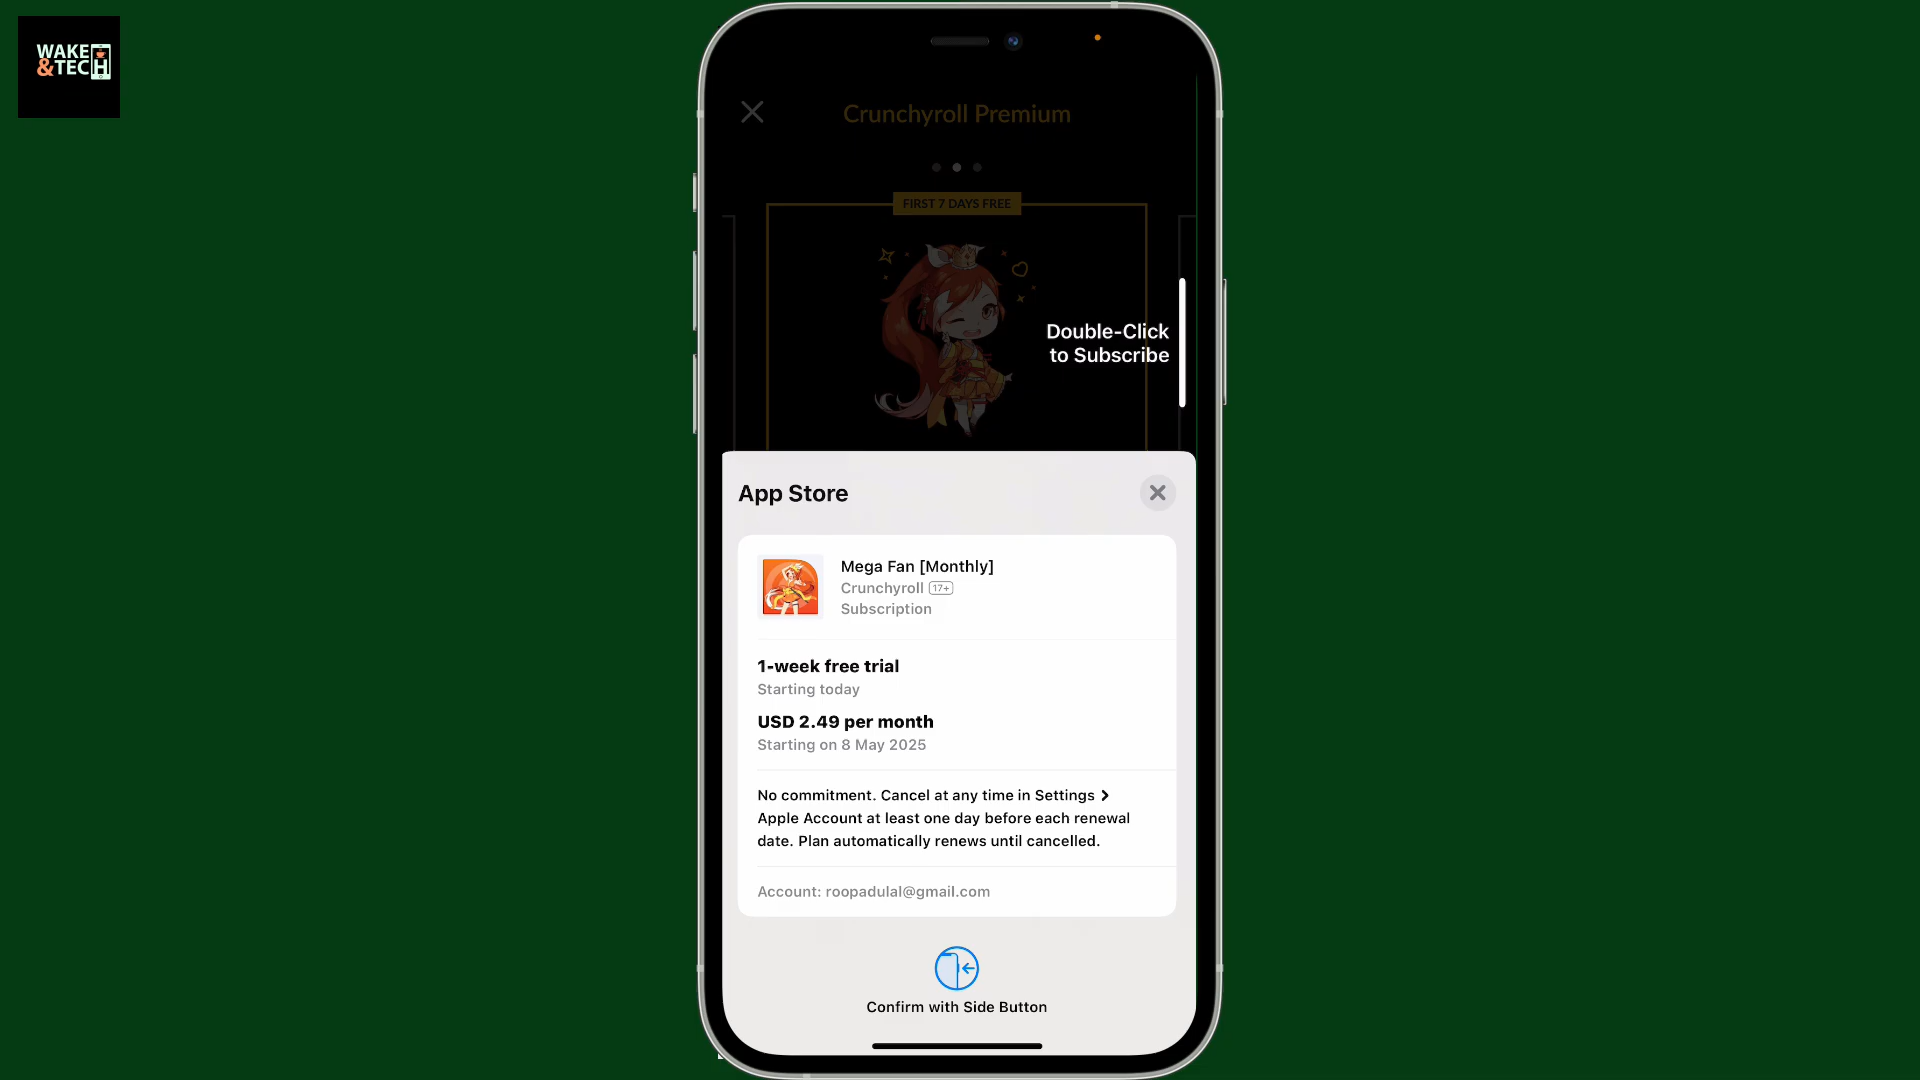 WAKE
&TECH
Crunchyroll Premium
FIRST 7 DAYS FREE
Double-Click
to Subscribe
App Store
Mega Fan [Monthly]
Crunchyroll 17+
Subscription
1-week free trial
Starting today
USD 2.49 per month
Starting on 8 May 2025
No commitment. Cancel at any time in Settings >
Apple Account at least one day before each renewal
date. Plan automatically renews until cancelled.
Account: roopadulal@gmail.com
Confirm with Side Button